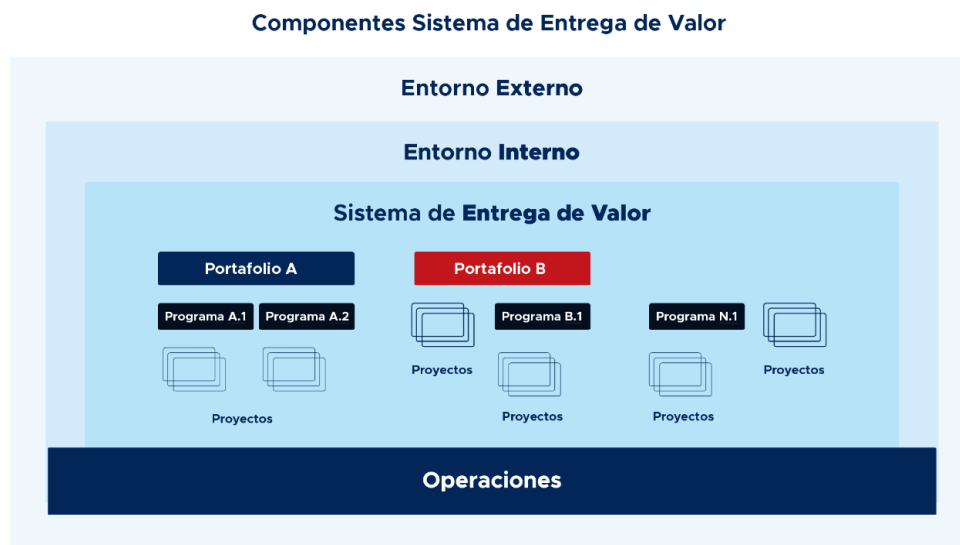 Componentes Sistema de Entrega de Valor
Entorno Externo
Entorno Interno
Sistema de Entrega de Valor
Portafolio A
Portafolio B
Programa A.1
Programa A.2
Programa B.1
Programa N.1
Proyectos
Proyectos
Proyectos
Proyectos
Proyectos
Operaciones